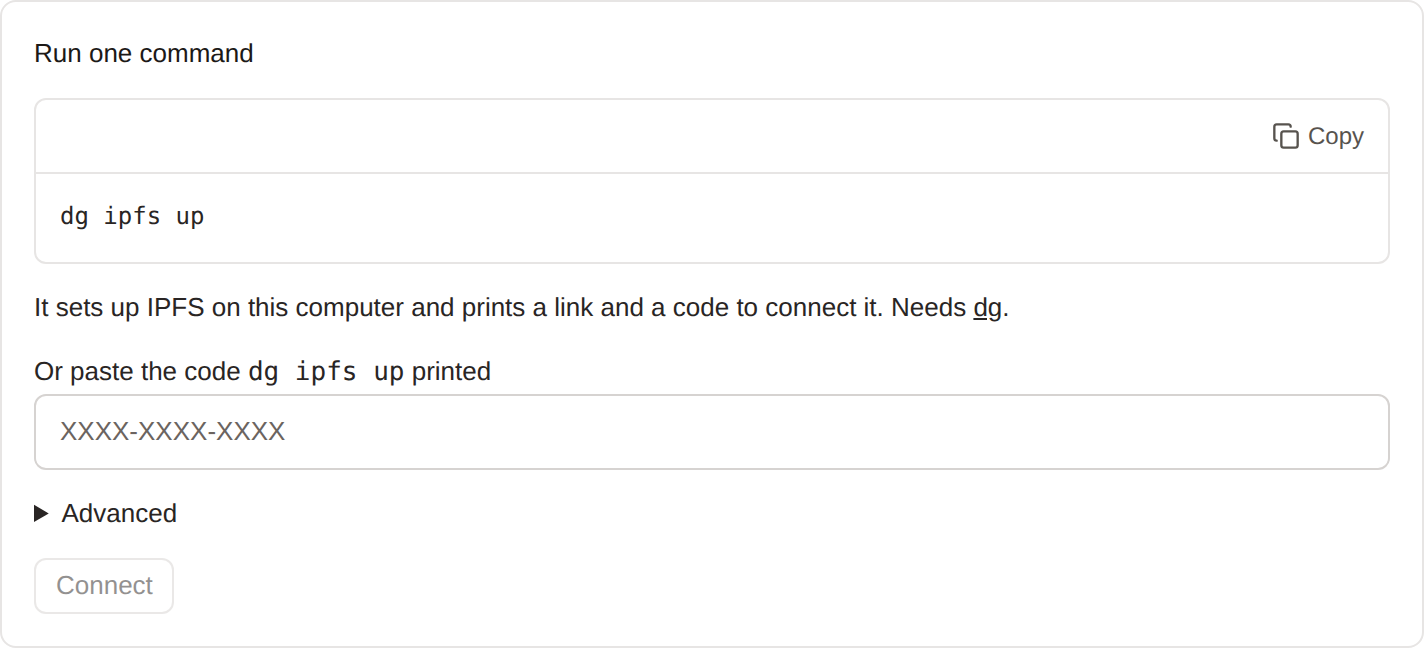 Run one command
Copy
dg ipfs up
It sets up IPFS on this computer and prints a link and a code to connect it. Needs dg.
Or paste the code dg ipfs up printed
XXXX-XXXX-XXXX
Advanced
Connect